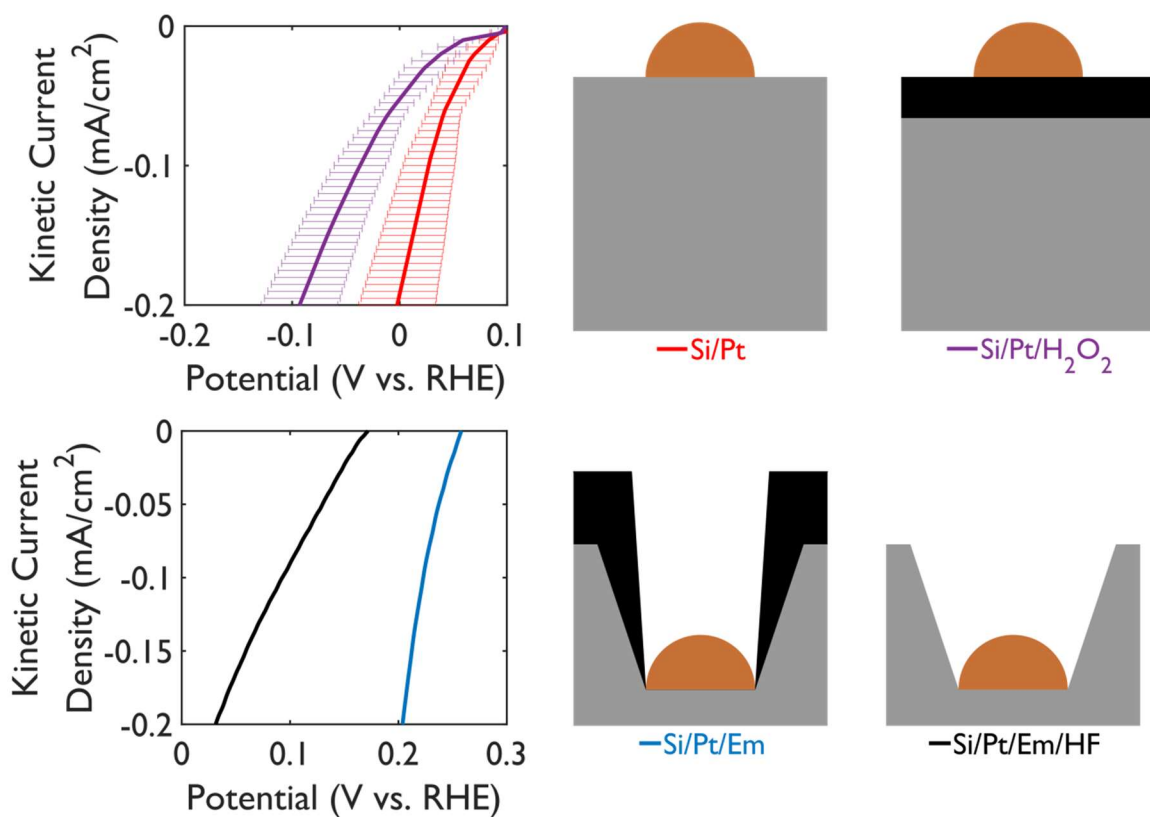 Kinetic Current
Density (mA/cm²)
0
-0.1
-0.2
-0.2 -0.1 0 0.1
Potential (V vs. RHE)
Si/Pt
Si/Pt/H₂O₂
Kinetic Current
Density (mA/cm²)
0
-0.05
-0.1
-0.15
-0.2
0 0.1 0.2 0.3
Potential (V vs. RHE)
Si/Pt/Em
Si/Pt/Em/HF